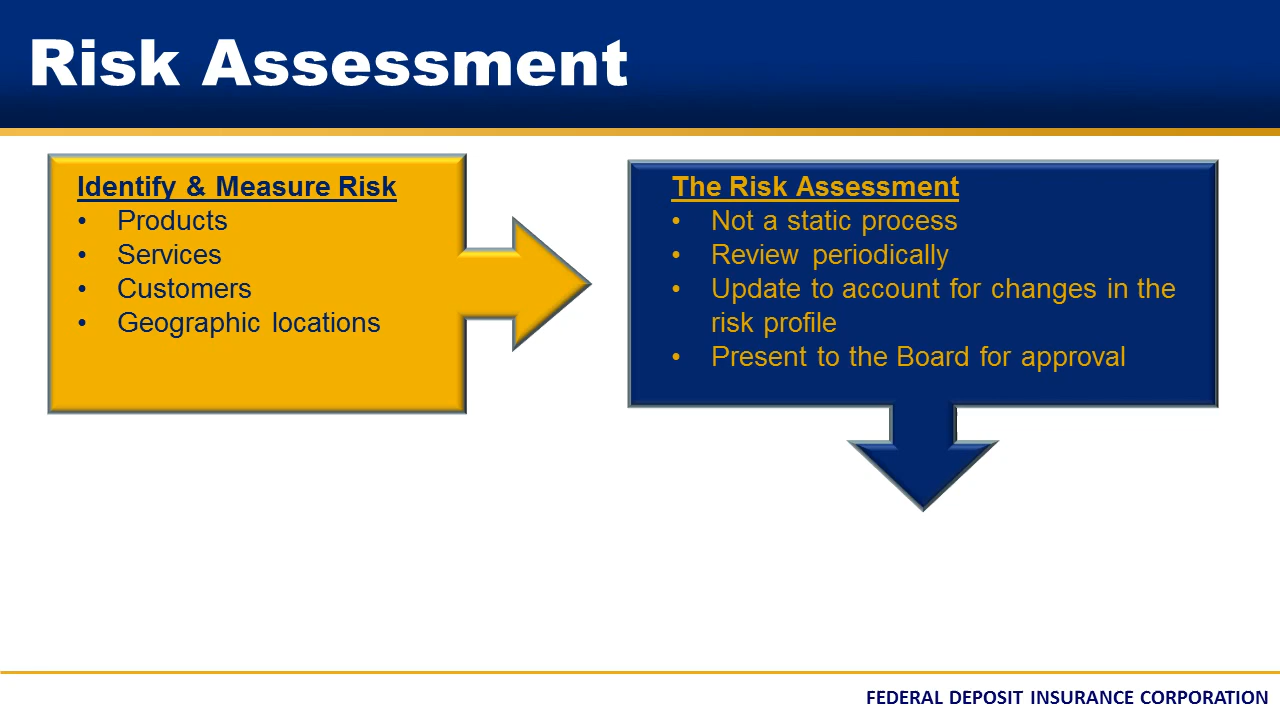 Risk Assessment
Identify & Measure Risk
• Products
• Services
• Customers
• Geographic locations
The Risk Assessment
• Not a static process
• Review periodically
• Update to account for changes in the
risk profile
• Present to the Board for approval
FEDERAL DEPOSIT INSURANCE CORPORATION